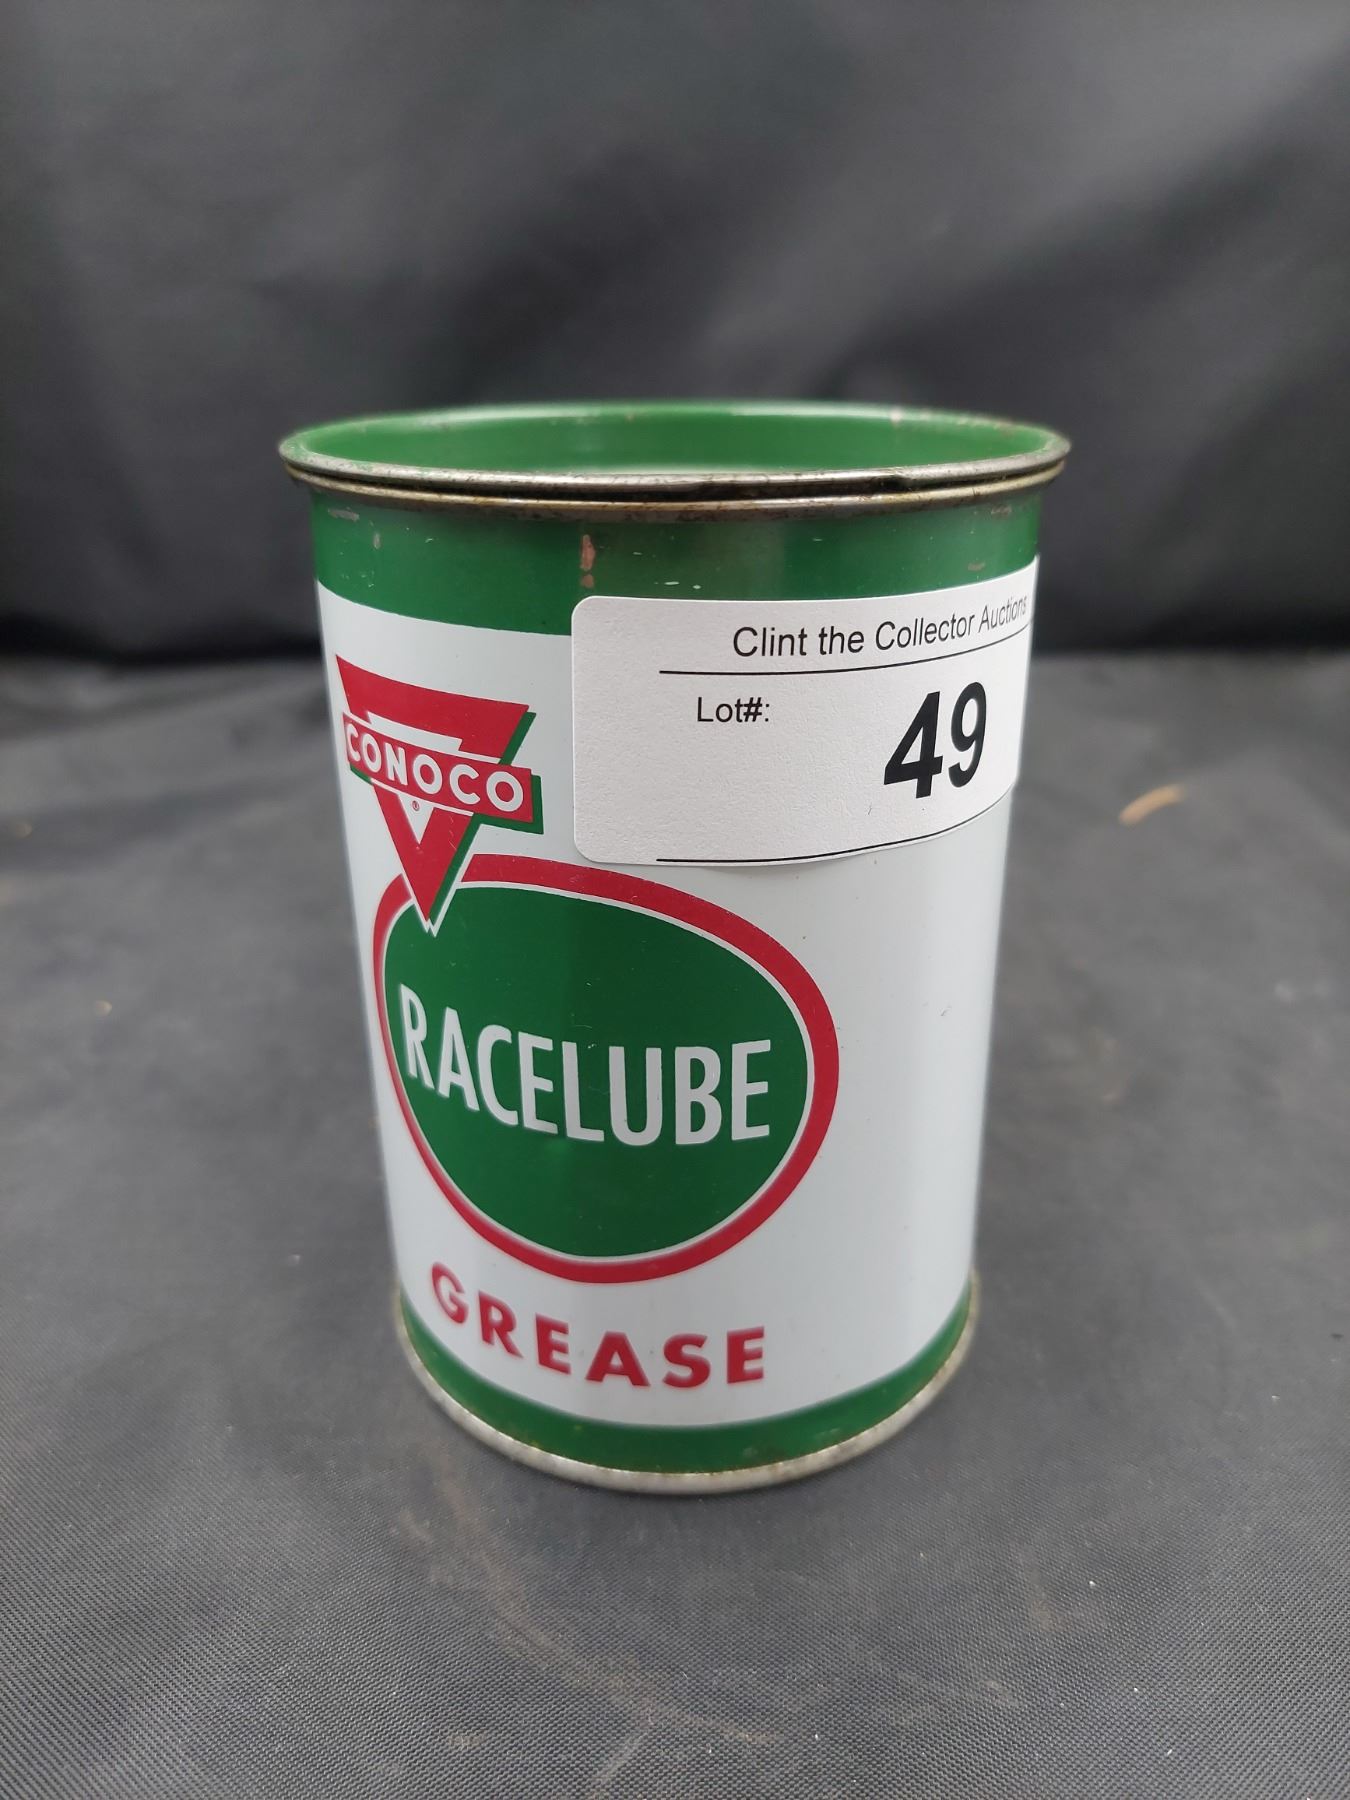 Clint the Collector Auctions
Lot#: 49
CONOCO
®
RACELUBE
GREASE